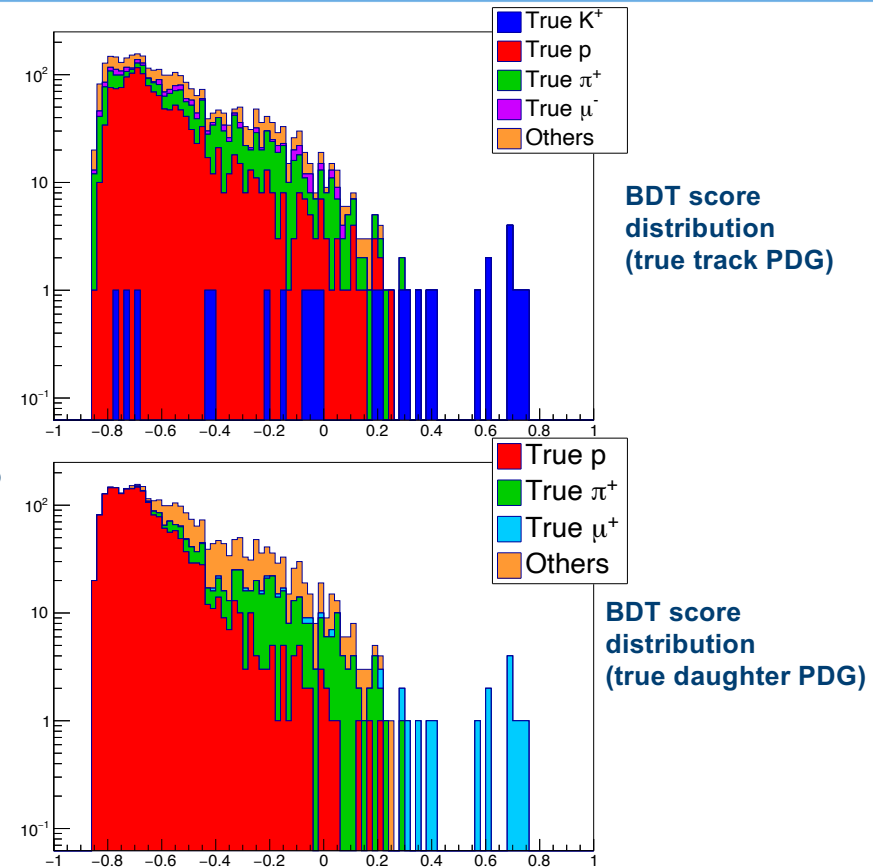 True K⁺
True p
True π⁺
True μ⁻
Others
10²
10
1
10⁻¹
−1 −0.8 −0.6 −0.4 −0.2 0 0.2 0.4 0.6 0.8 1
BDT score
distribution
(true track PDG)
True p
True π⁺
True μ⁺
Others
10²
10
1
10⁻¹
−1 −0.8 −0.6 −0.4 −0.2 0 0.2 0.4 0.6 0.8 1
BDT score
distribution
(true daughter PDG)